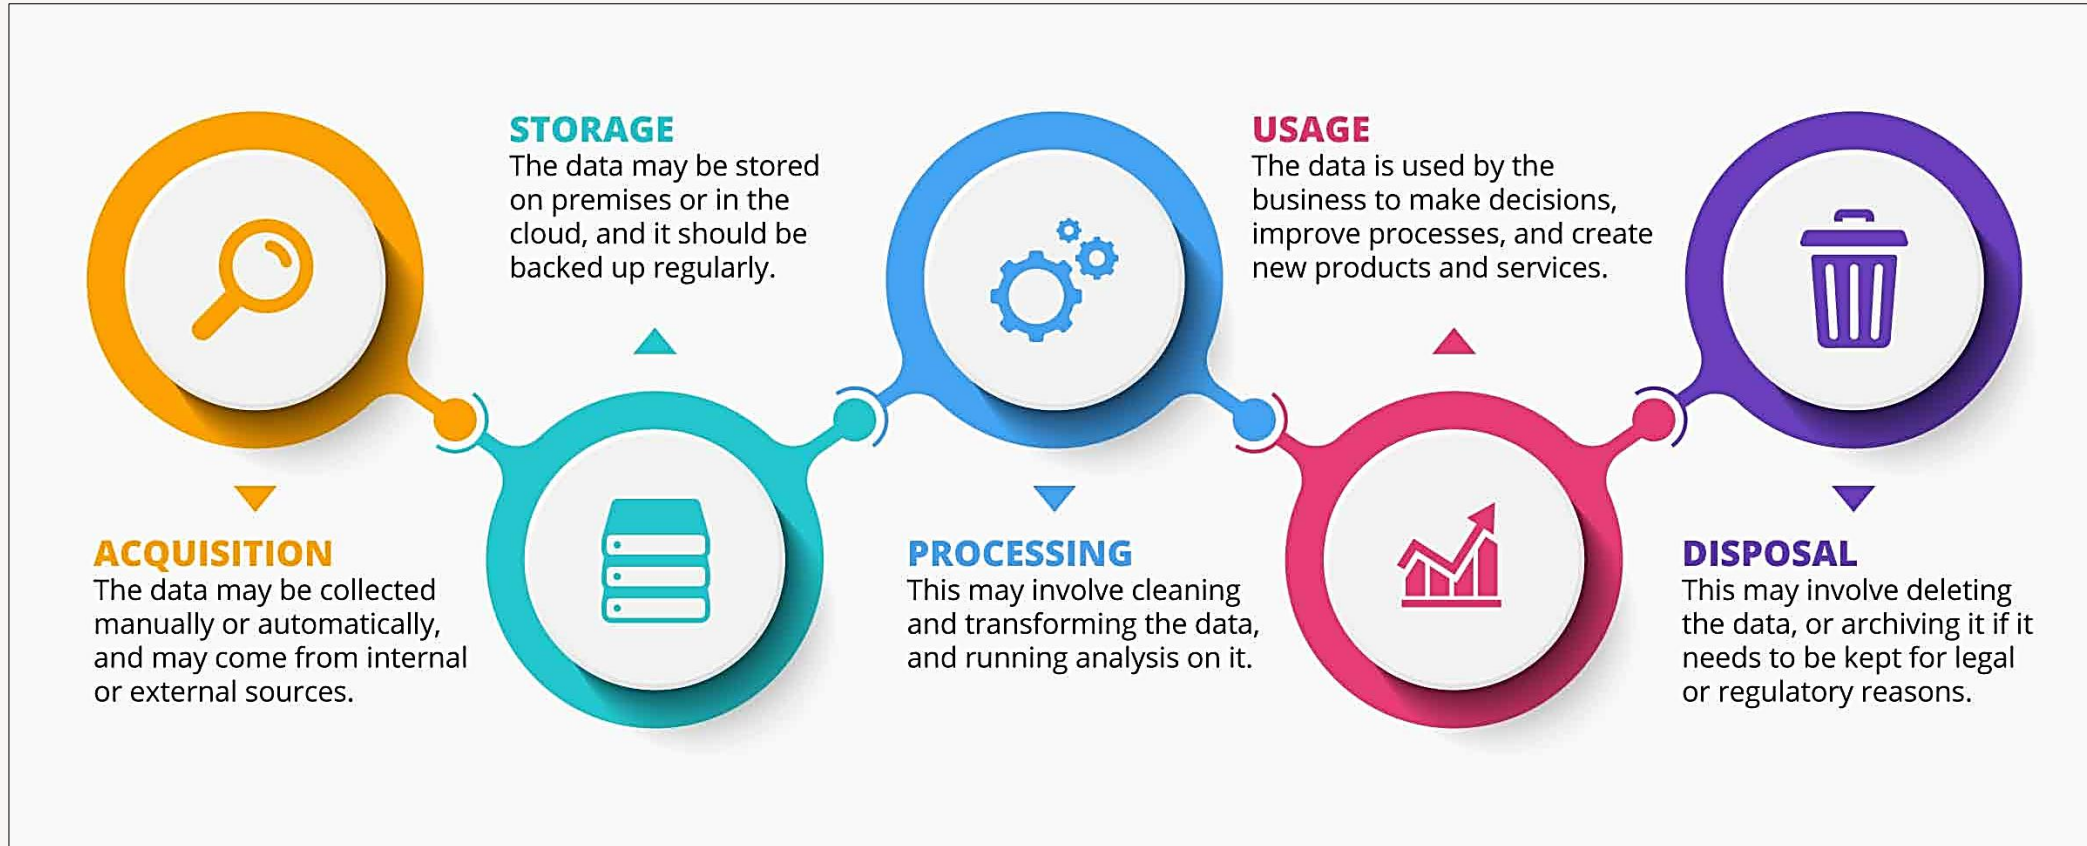 ACQUISITION
The data may be collected
manually or automatically,
and may come from internal
or external sources.
STORAGE
The data may be stored
on premises or in the
cloud, and it should be
backed up regularly.
PROCESSING
This may involve cleaning
and transforming the data,
and running analysis on it.
USAGE
The data is used by the
business to make decisions,
improve processes, and create
new products and services.
DISPOSAL
This may involve deleting
the data, or archiving it if it
needs to be kept for legal
or regulatory reasons.